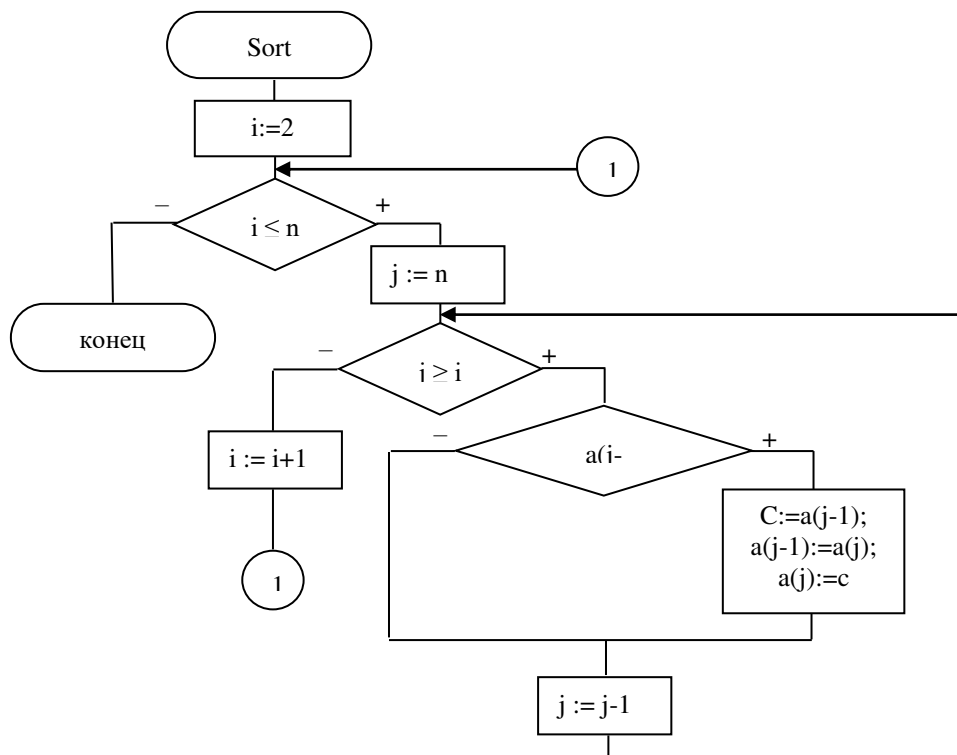 Sort
i:=2
1
–
+
i ≤ n
j := n
конец
–
+
j ≥ i
–
+
i := i+1
a(j-
C:=a(j-1);
a(j-1):=a(j);
a(j):=c
1
j := j-1